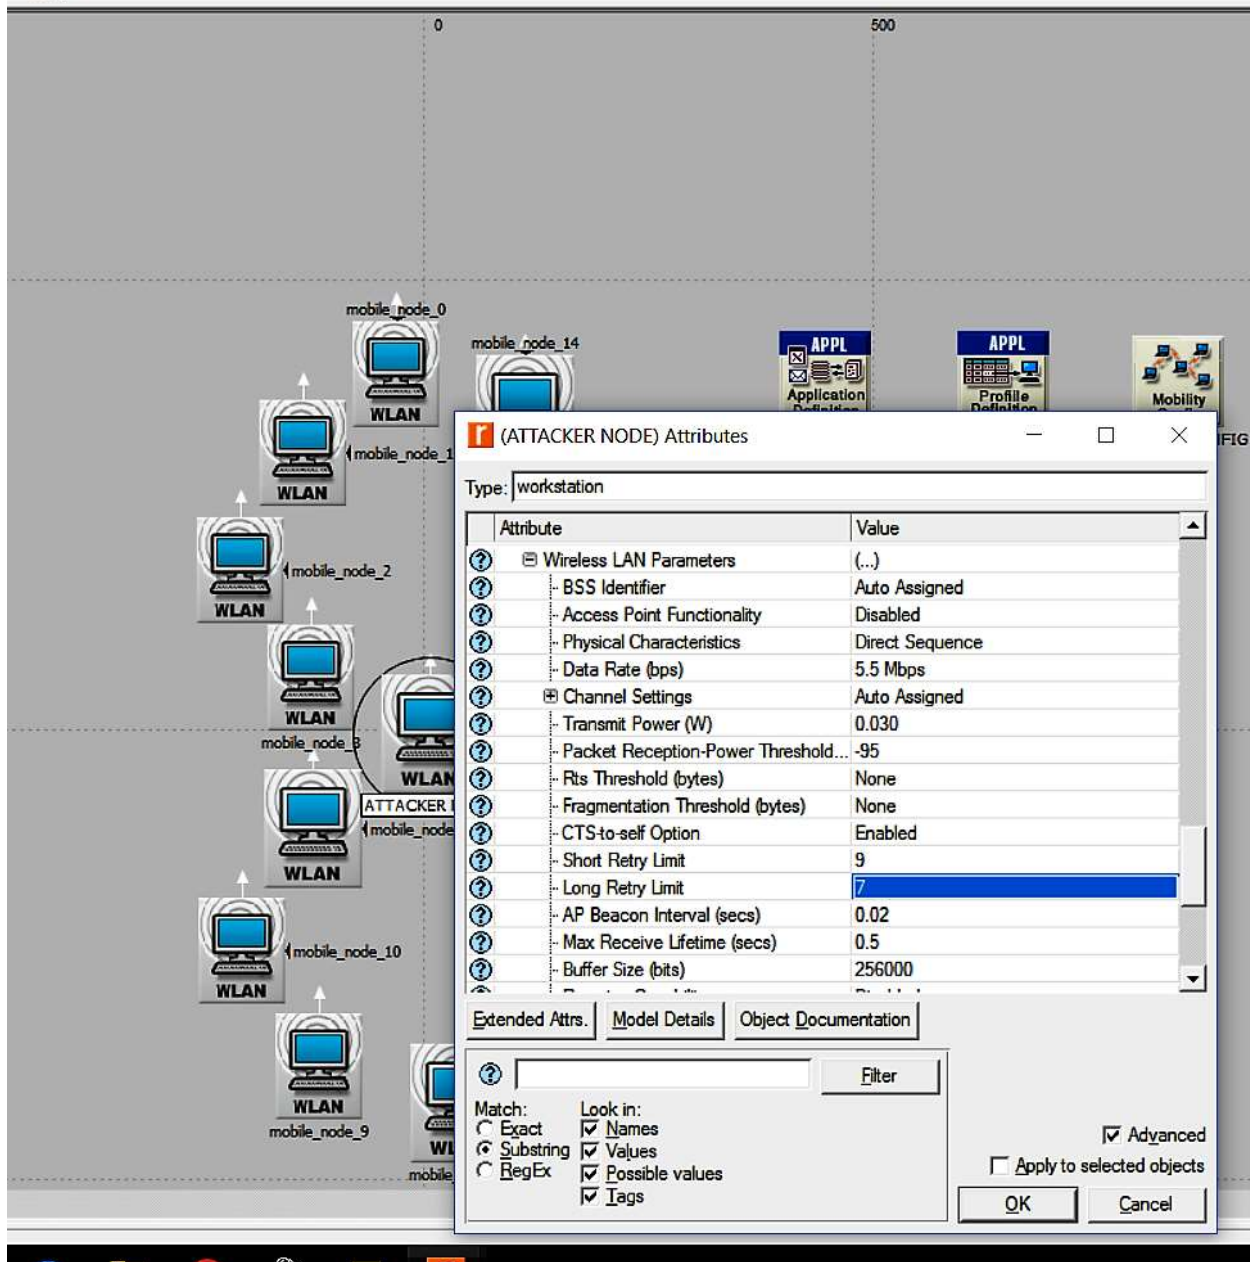 0
500
mobile_node_0
mobile_node_14
WLAN
APPL
Application
Definition
APPL
Profile
Definition
Mobility
FIG
mobile_node_1
WLAN
mobile_node_2
WLAN
WLAN
mobile_node_3
WLAN
ATTACKER
mobile_node
WLAN
mobile_node_10
WLAN
WLAN
mobile_node_9
WL
mobile
(ATTACKER NODE) Attributes
Type: workstation
Attribute Value
Wireless LAN Parameters (...)
BSS Identifier Auto Assigned
Access Point Functionality Disabled
Physical Characteristics Direct Sequence
Data Rate (bps) 5.5 Mbps
Channel Settings Auto Assigned
Transmit Power (W) 0.030
Packet Reception-Power Threshold... -95
Rts Threshold (bytes) None
Fragmentation Threshold (bytes) None
CTS-to-self Option Enabled
Short Retry Limit 9
Long Retry Limit 7
AP Beacon Interval (secs) 0.02
Max Receive Lifetime (secs) 0.5
Buffer Size (bits) 256000
Extended Attrs. Model Details Object Documentation
Filter
Match: Look in:
Exact Names
Substring Values
RegEx Possible values
Tags
Advanced
Apply to selected objects
OK Cancel